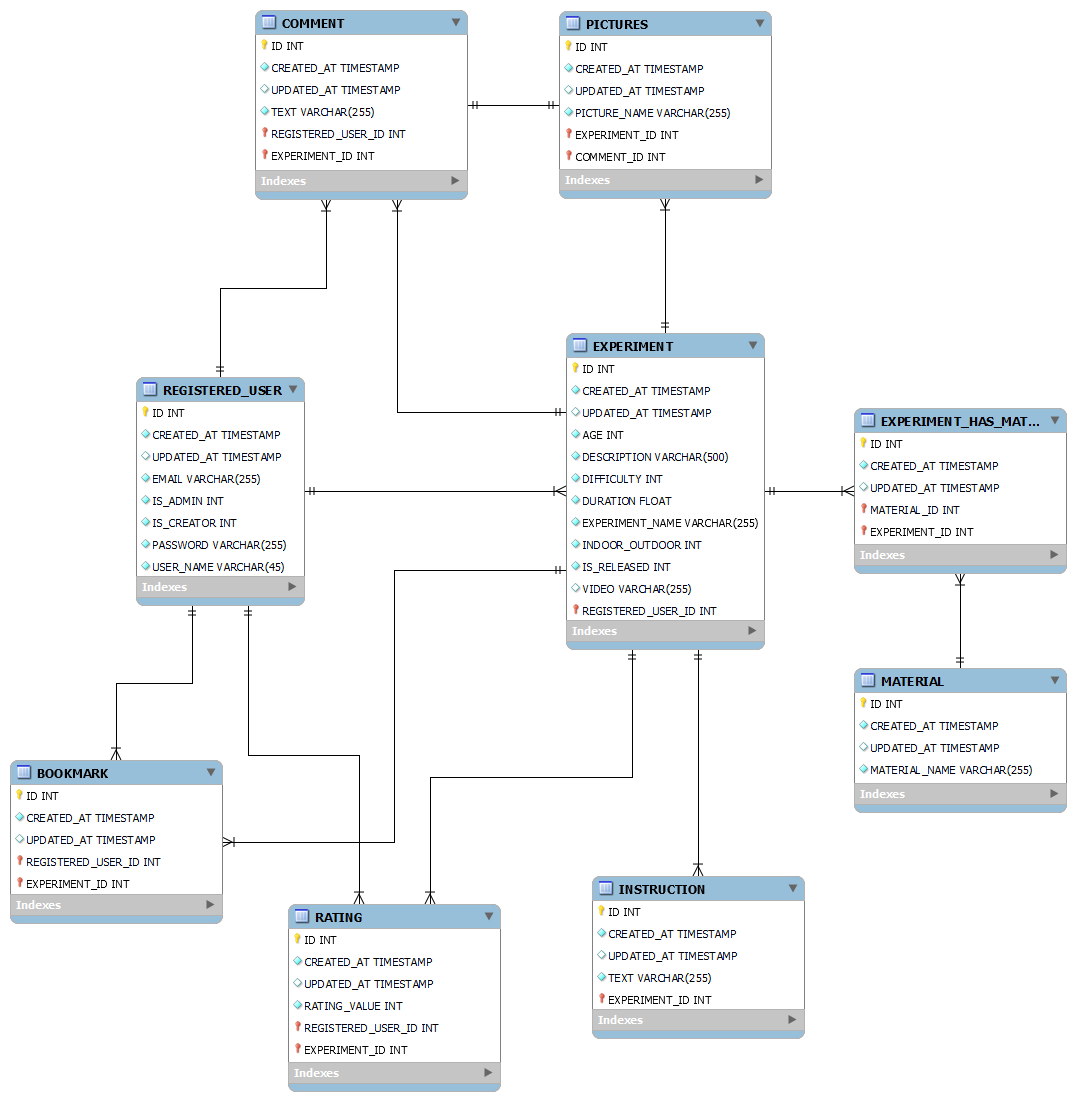 COMMENT
ID INT
CREATED_AT TIMESTAMP
UPDATED_AT TIMESTAMP
TEXT VARCHAR(255)
REGISTERED_USER_ID INT
EXPERIMENT_ID INT
Indexes
PICTURES
ID INT
CREATED_AT TIMESTAMP
UPDATED_AT TIMESTAMP
PICTURE_NAME VARCHAR(255)
EXPERIMENT_ID INT
COMMENT_ID INT
Indexes
REGISTERED_USER
ID INT
CREATED_AT TIMESTAMP
UPDATED_AT TIMESTAMP
EMAIL VARCHAR(255)
IS_ADMIN INT
IS_CREATOR INT
PASSWORD VARCHAR(255)
USER_NAME VARCHAR(45)
Indexes
EXPERIMENT
ID INT
CREATED_AT TIMESTAMP
UPDATED_AT TIMESTAMP
AGE INT
DESCRIPTION VARCHAR(500)
DIFFICULTY INT
DURATION FLOAT
EXPERIMENT_NAME VARCHAR(255)
INDOOR_OUTDOOR INT
IS_RELEASED INT
VIDEO VARCHAR(255)
REGISTERED_USER_ID INT
Indexes
EXPERIMENT_HAS_MAT...
ID INT
CREATED_AT TIMESTAMP
UPDATED_AT TIMESTAMP
MATERIAL_ID INT
EXPERIMENT_ID INT
Indexes
MATERIAL
ID INT
CREATED_AT TIMESTAMP
UPDATED_AT TIMESTAMP
MATERIAL_NAME VARCHAR(255)
Indexes
BOOKMARK
ID INT
CREATED_AT TIMESTAMP
UPDATED_AT TIMESTAMP
REGISTERED_USER_ID INT
EXPERIMENT_ID INT
Indexes
RATING
ID INT
CREATED_AT TIMESTAMP
UPDATED_AT TIMESTAMP
RATING_VALUE INT
REGISTERED_USER_ID INT
EXPERIMENT_ID INT
Indexes
INSTRUCTION
ID INT
CREATED_AT TIMESTAMP
UPDATED_AT TIMESTAMP
TEXT VARCHAR(255)
EXPERIMENT_ID INT
Indexes